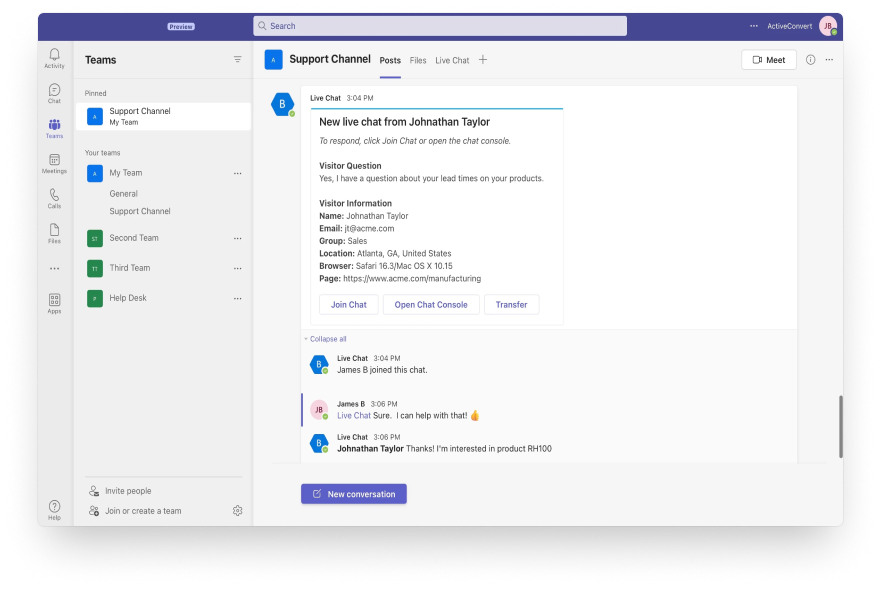 Preview
Search
ActiveConvert
JB
Activity
Chat
Teams
Meetings
Calls
Files
Apps
Help
Teams
Pinned
A
Support Channel
My Team
Your teams
A
My Team
General
Support Channel
ST
Second Team
TT
Third Team
Help Desk
Invite people
Join or create a team
A
Support Channel
Posts
Files
Live Chat
Meet
B
Live Chat 3:04 PM
New live chat from Johnathan Taylor
To respond, click Join Chat or open the chat console.
Visitor Question
Yes, I have a question about your lead times on your products.
Visitor Information
Name: Johnathan Taylor
Email: jt@acme.com
Group: Sales
Location: Atlanta, GA, United States
Browser: Safari 16.3/Mac OS X 10.15
Page: https://www.acme.com/manufacturing
Join Chat
Open Chat Console
Transfer
Collapse all
B
Live Chat 3:04 PM
James B joined this chat.
JB
James B 3:06 PM
Live Chat Sure. I can help with that! 👍
B
Live Chat 3:06 PM
Johnathan Taylor Thanks! I'm interested in product RH100
New conversation